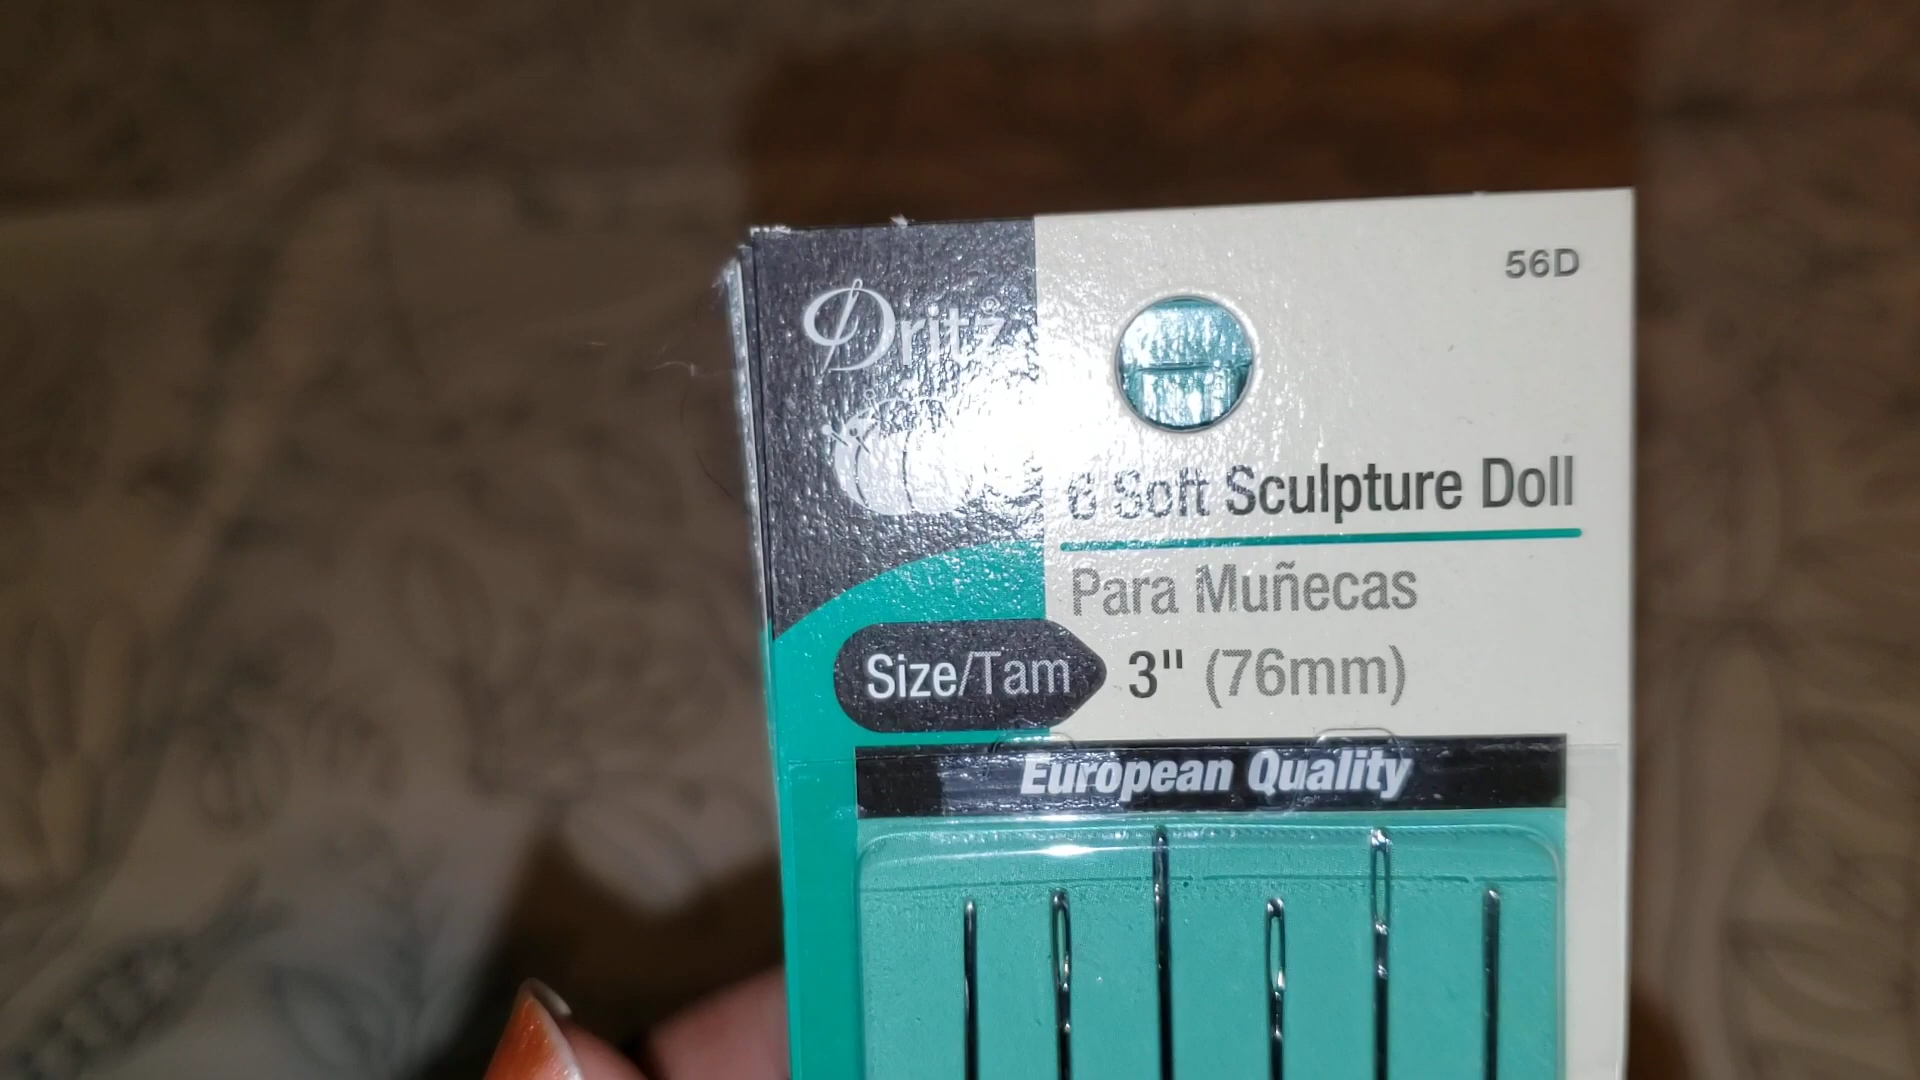 56D
Dritz®
6 Soft Sculpture Doll
Para Muñecas
Size/Tam 3" (76mm)
European Quality